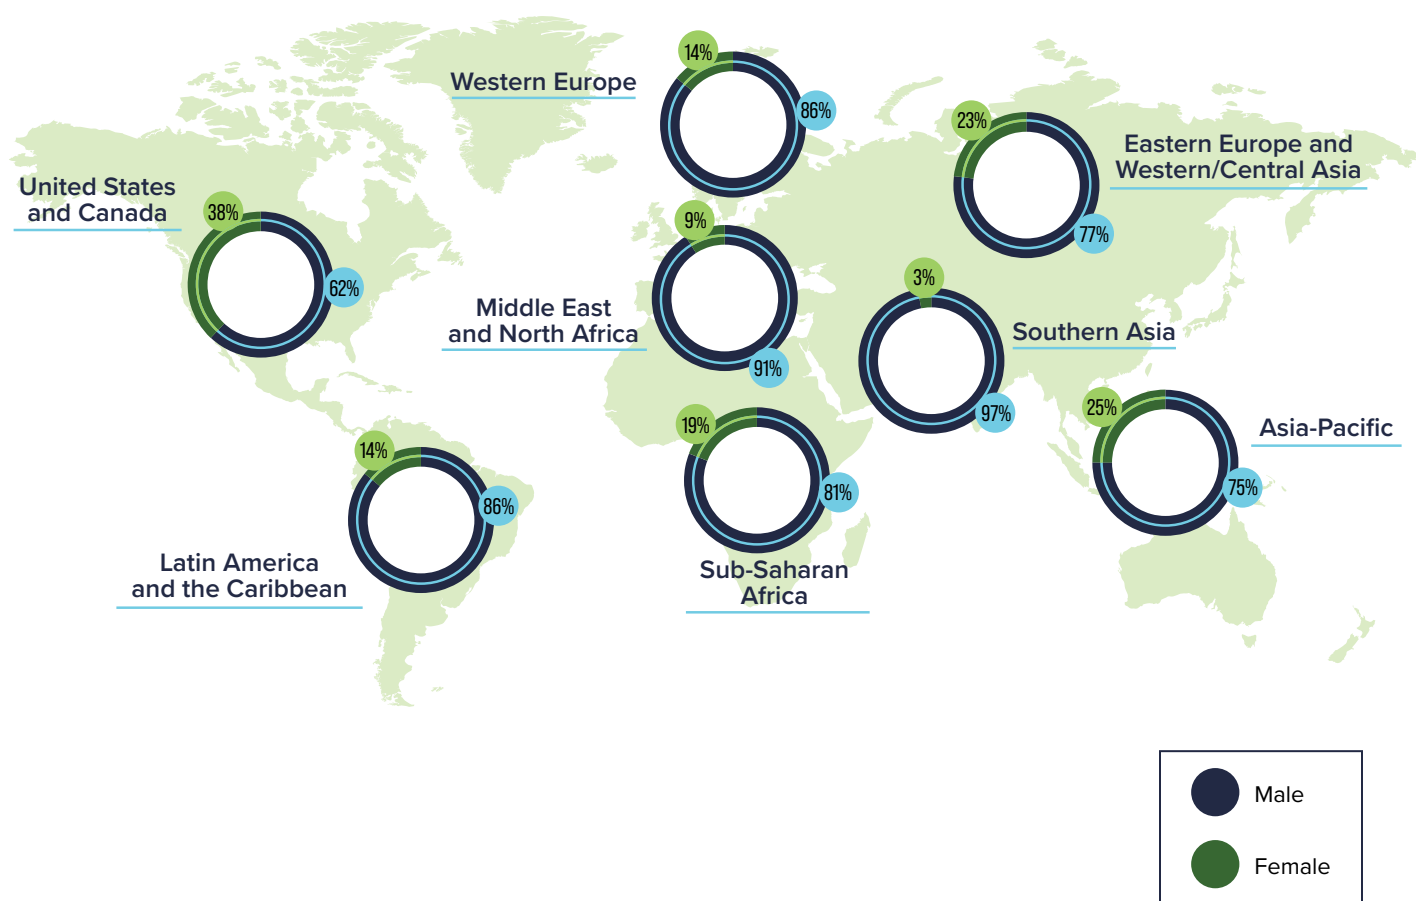 Western Europe
14%
86%
23%
77%
Eastern Europe and
Western/Central Asia
United States
and Canada
38%
62%
Middle East
and North Africa
9%
91%
3%
97%
Southern Asia
25%
75%
Asia-Pacific
14%
86%
Latin America
and the Caribbean
19%
81%
Sub-Saharan
Africa
Male
Female